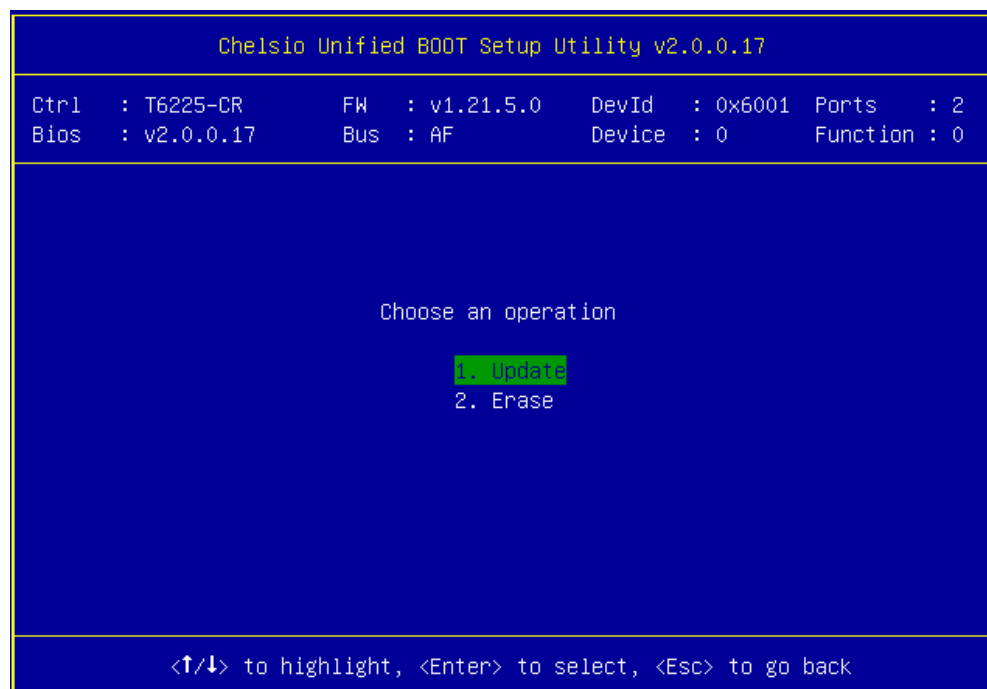 Chelsio Unified BOOT Setup Utility v2.0.0.17
Ctrl : T6225-CR FW : v1.21.5.0 DevId : 0x6001 Ports : 2
Bios : v2.0.0.17 Bus : AF Device : 0 Function : 0
Choose an operation
1. Update
2. Erase
<↑/↓> to highlight, <Enter> to select, <Esc> to go back